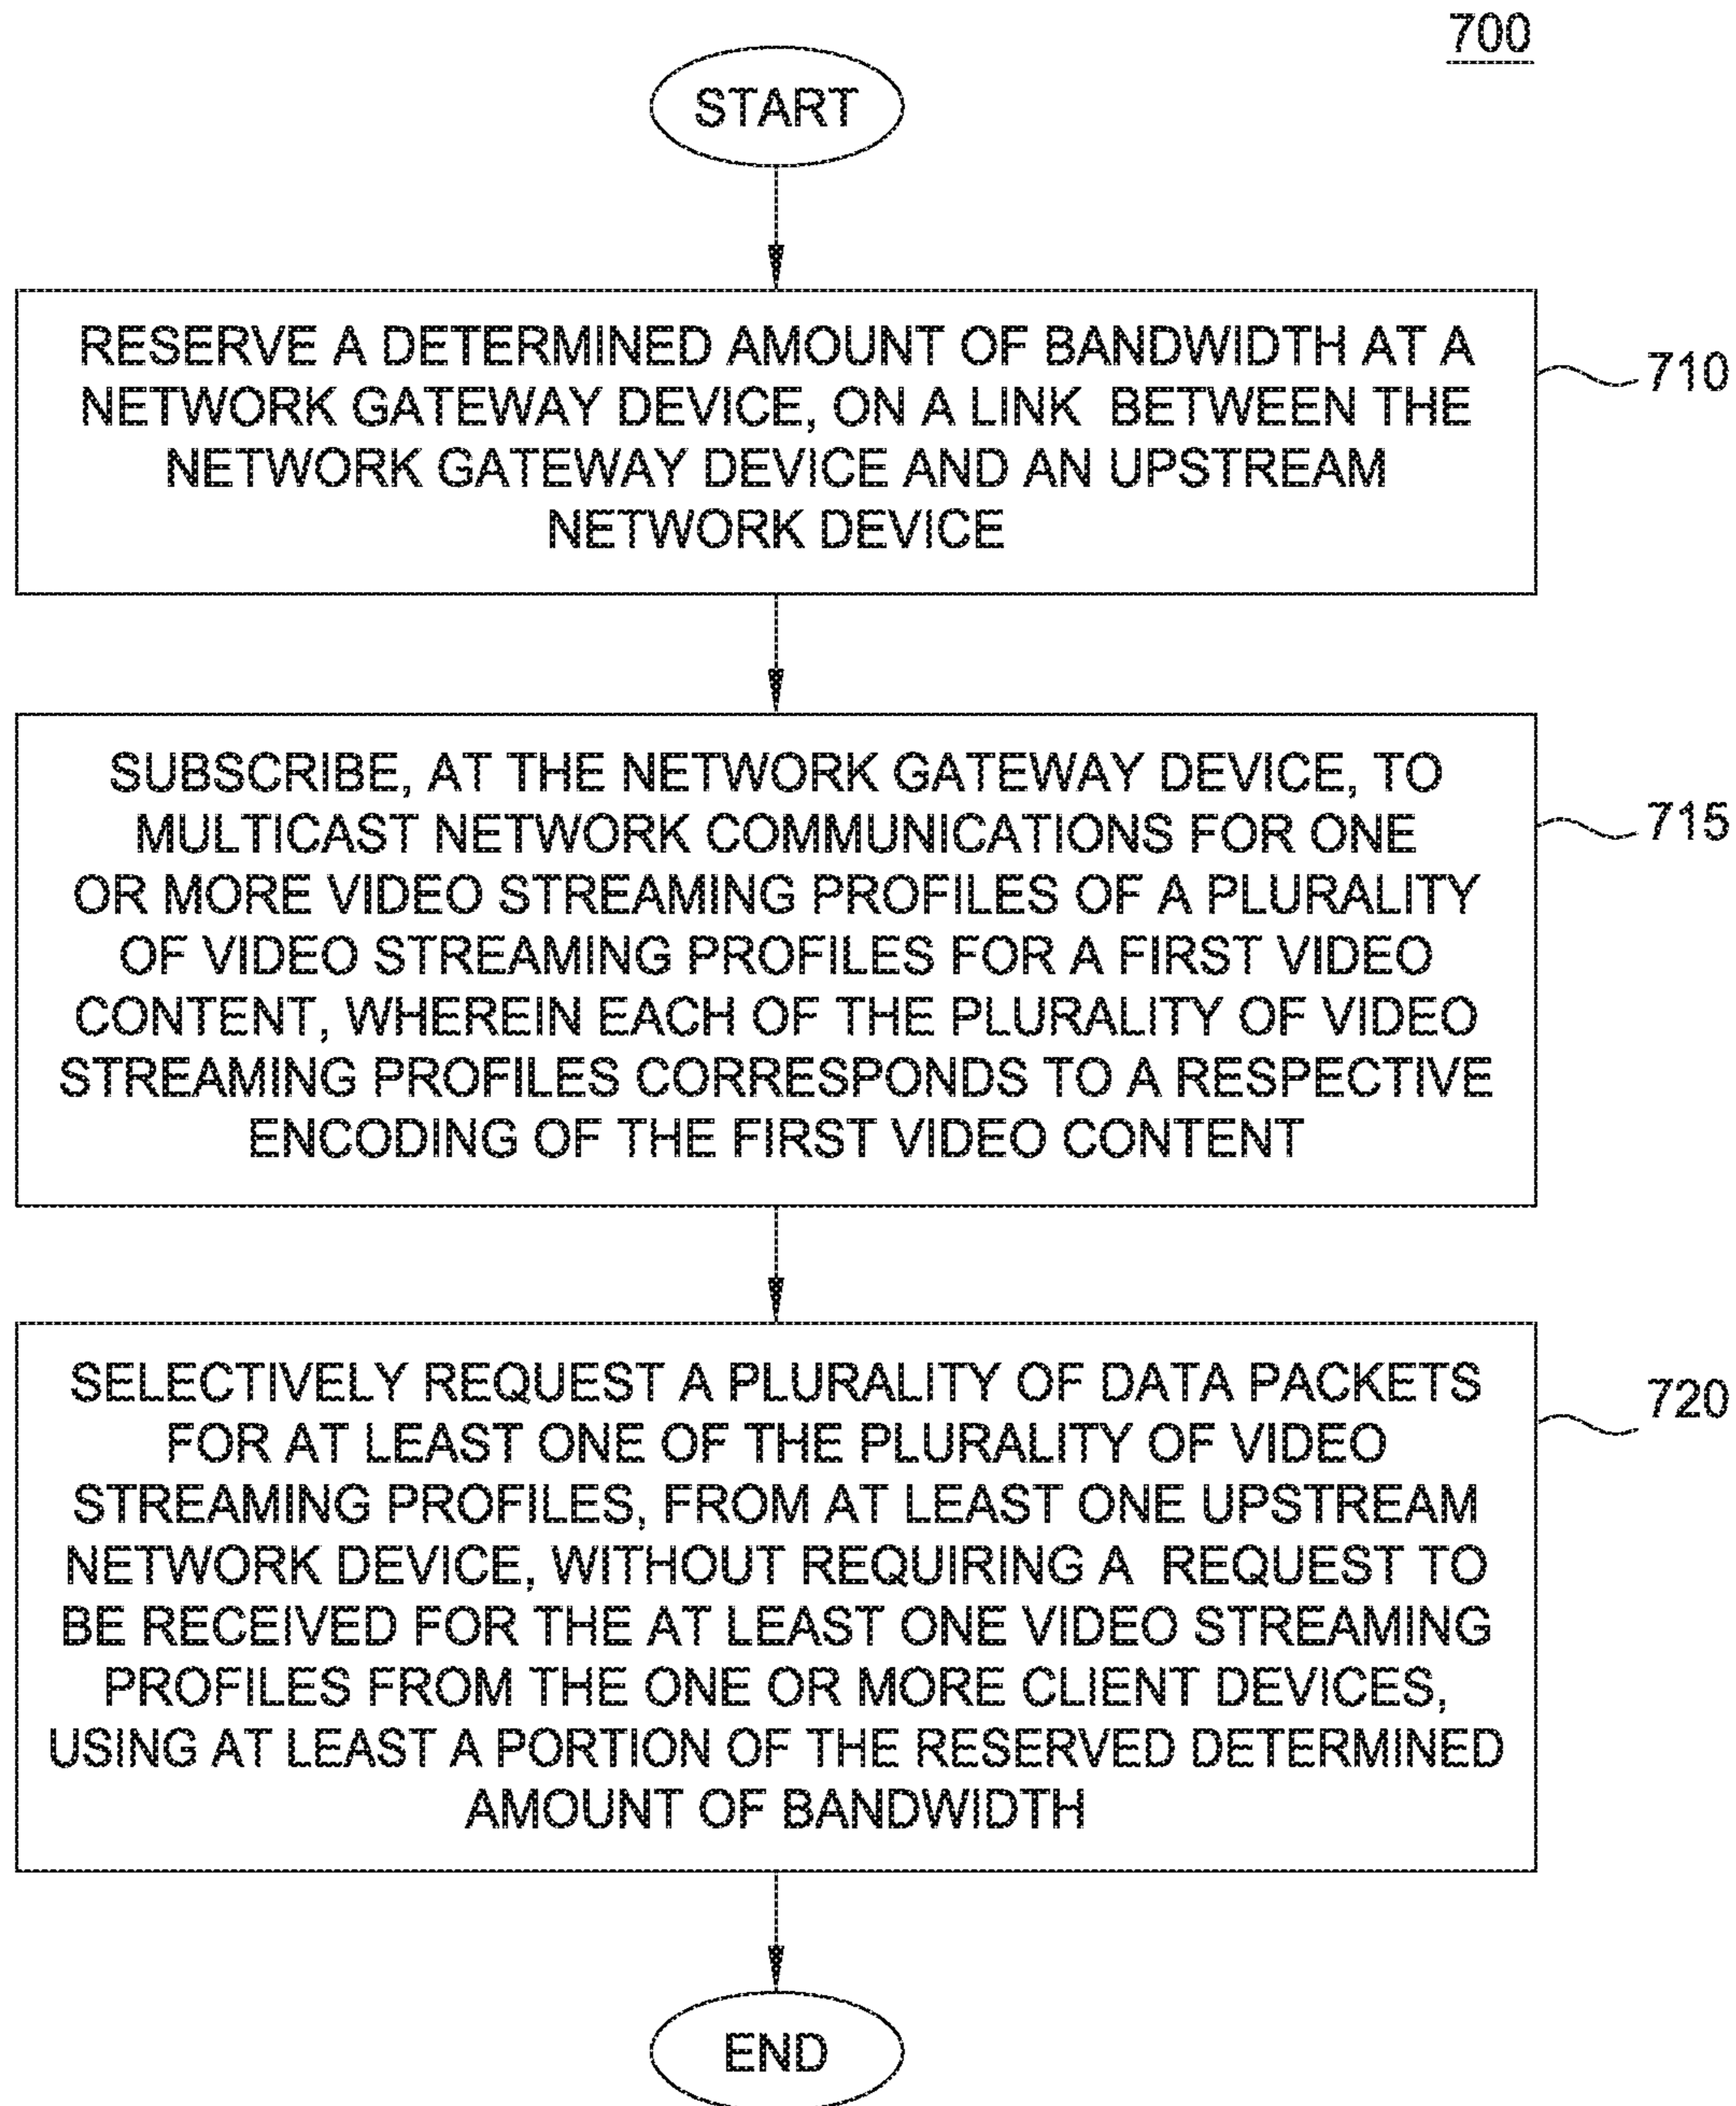 700
START
RESERVE A DETERMINED AMOUNT OF BANDWIDTH AT A
NETWORK GATEWAY DEVICE, ON A LINK BETWEEN THE
NETWORK GATEWAY DEVICE AND AN UPSTREAM
NETWORK DEVICE
710
SUBSCRIBE, AT THE NETWORK GATEWAY DEVICE, TO
MULTICAST NETWORK COMMUNICATIONS FOR ONE
OR MORE VIDEO STREAMING PROFILES OF A PLURALITY
OF VIDEO STREAMING PROFILES FOR A FIRST VIDEO
CONTENT, WHEREIN EACH OF THE PLURALITY OF VIDEO
STREAMING PROFILES CORRESPONDS TO A RESPECTIVE
ENCODING OF THE FIRST VIDEO CONTENT
715
SELECTIVELY REQUEST A PLURALITY OF DATA PACKETS
FOR AT LEAST ONE OF THE PLURALITY OF VIDEO
STREAMING PROFILES, FROM AT LEAST ONE UPSTREAM
NETWORK DEVICE, WITHOUT REQUIRING A REQUEST TO
BE RECEIVED FOR THE AT LEAST ONE VIDEO STREAMING
PROFILES FROM THE ONE OR MORE CLIENT DEVICES,
USING AT LEAST A PORTION OF THE RESERVED DETERMINED
AMOUNT OF BANDWIDTH
720
END